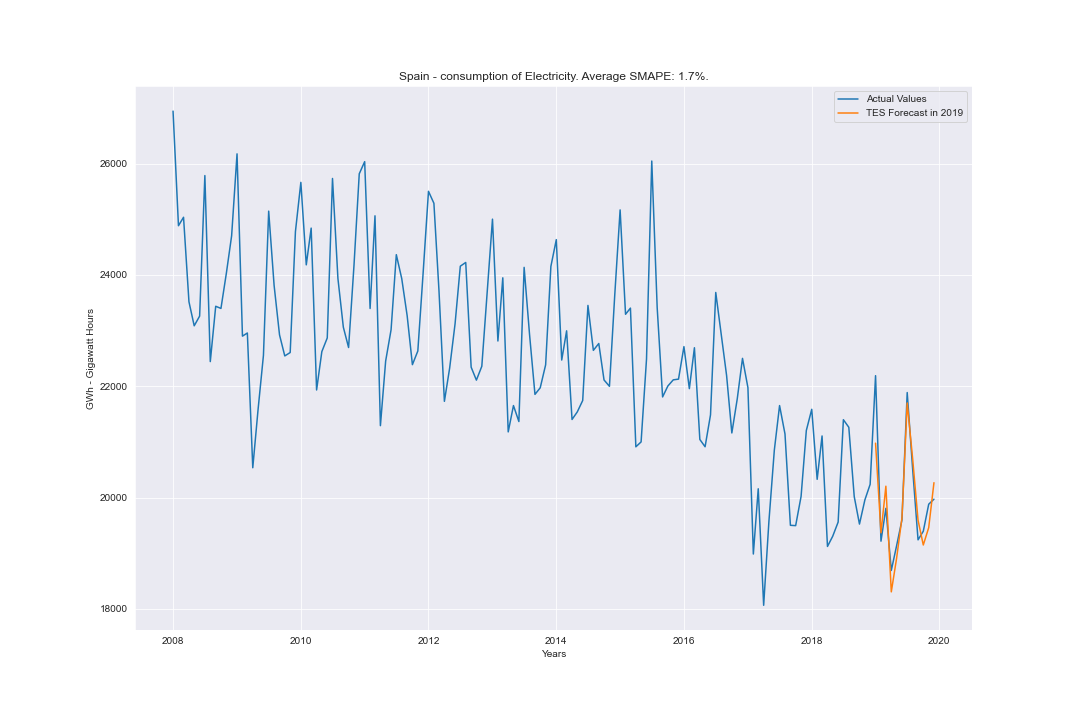 Spain - consumption of Electricity. Average SMAPE: 1.7%.
Actual Values
TES Forecast in 2019
26000
24000
22000
20000
18000
GWh - Gigawatt Hours
2008 2010 2012 2014 2016 2018 2020
Years